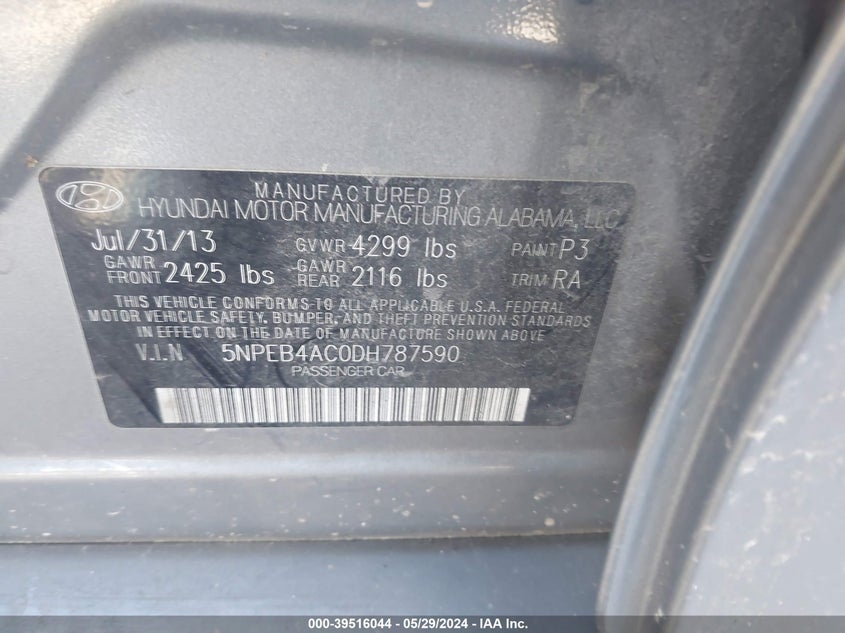 MANUFACTURED BY
HYUNDAI MOTOR MANUFACTURING ALABAMA, LLC
Jul/31/13 GVWR 4299 lbs PAINT P3
GAWR FRONT 2425 lbs GAWR REAR 2116 lbs TRIM RA
THIS VEHICLE CONFORMS TO ALL APPLICABLE U.S.A. FEDERAL
MOTOR VEHICLE SAFETY, BUMPER, AND THEFT PREVENTION STANDARDS
IN EFFECT ON THE DATE OF MANUFACTURE SHOWN ABOVE
V.I.N 5NPEB4AC0DH787590
PASSENGER CAR
000-39516044 - 05/29/2024 - IAA Inc.